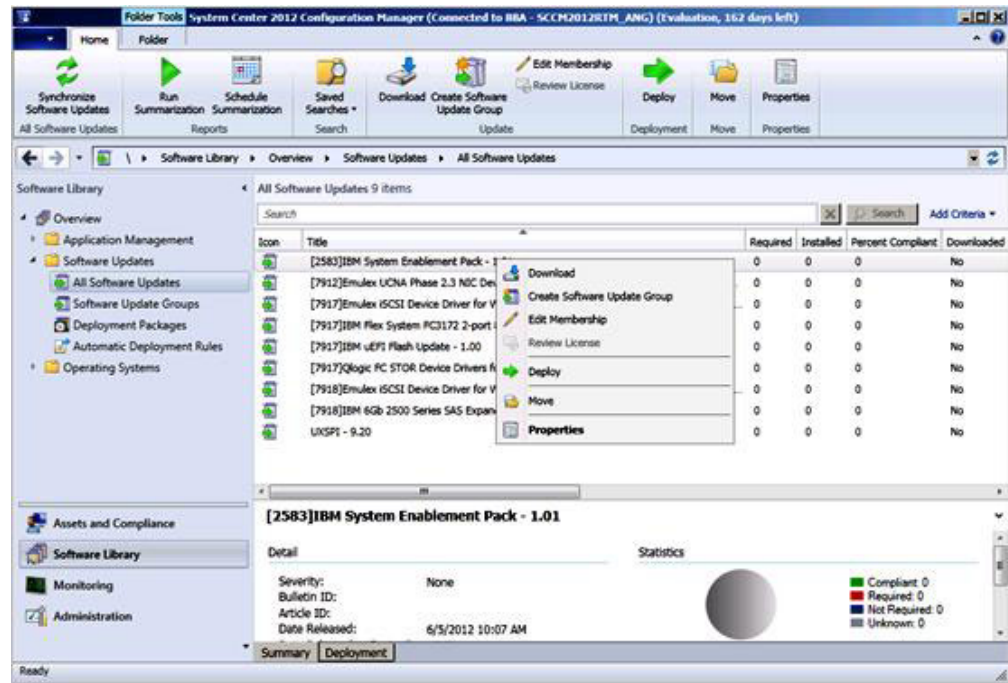 Folder Tools System Center 2012 Configuration Manager (Connected to BBA - SCCM2012RTM_ANG) (Evaluation, 162 days left)
Home Folder
Synchronize Software Updates
Run Summarization
Schedule Summarization
Saved Searches
Download
Create Software Update Group
Edit Membership
Review License
Deploy
Move
Properties
All Software Updates Reports Search Update Deployment Move Properties
\ Software Library Overview Software Updates All Software Updates
Software Library
Overview
Application Management
Software Updates
All Software Updates
Software Update Groups
Deployment Packages
Automatic Deployment Rules
Operating Systems
Assets and Compliance
Software Library
Monitoring
Administration
All Software Updates 9 items
Search Search Add Criteria
Icon Title Required Installed Percent Compliant Downloaded
[2583]IBM System Enablement Pack - 0 0 0 No
[7912]Emulex UCNA Phase 2.3 NIC 0 0 0 No
[7917]Emulex iSCSI Device Driver for 0 0 0 No
[7917]IBM Flex System FC3172 2-port 0 0 0 No
[7917]IBM uEFI Flash Update - 1.00 0 0 0 No
[7917]Qlogic FC STOR Device Drivers 0 0 0 No
[7918]Emulex iSCSI Device Driver for 0 0 0 No
[7918]IBM 6Gb 2500 Series SAS 0 0 0 No
UXSPI - 9.20 0 0 0 No
Download
Create Software Update Group
Edit Membership
Review License
Deploy
Move
Properties
[2583]IBM System Enablement Pack - 1.01
Detail
Severity: None
Bulletin ID:
Article ID:
Date Released: 6/5/2012 10:07 AM
Statistics
Compliant: 0
Required: 0
Not Required: 0
Unknown: 0
Summary Deployment
Ready